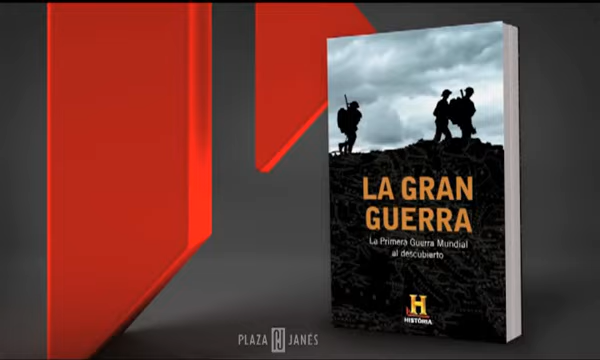 LA GRAN
GUERRA
La Primera Guerra Mundial
al descubierto
H
HISTORIA
PLAZA JANÉS